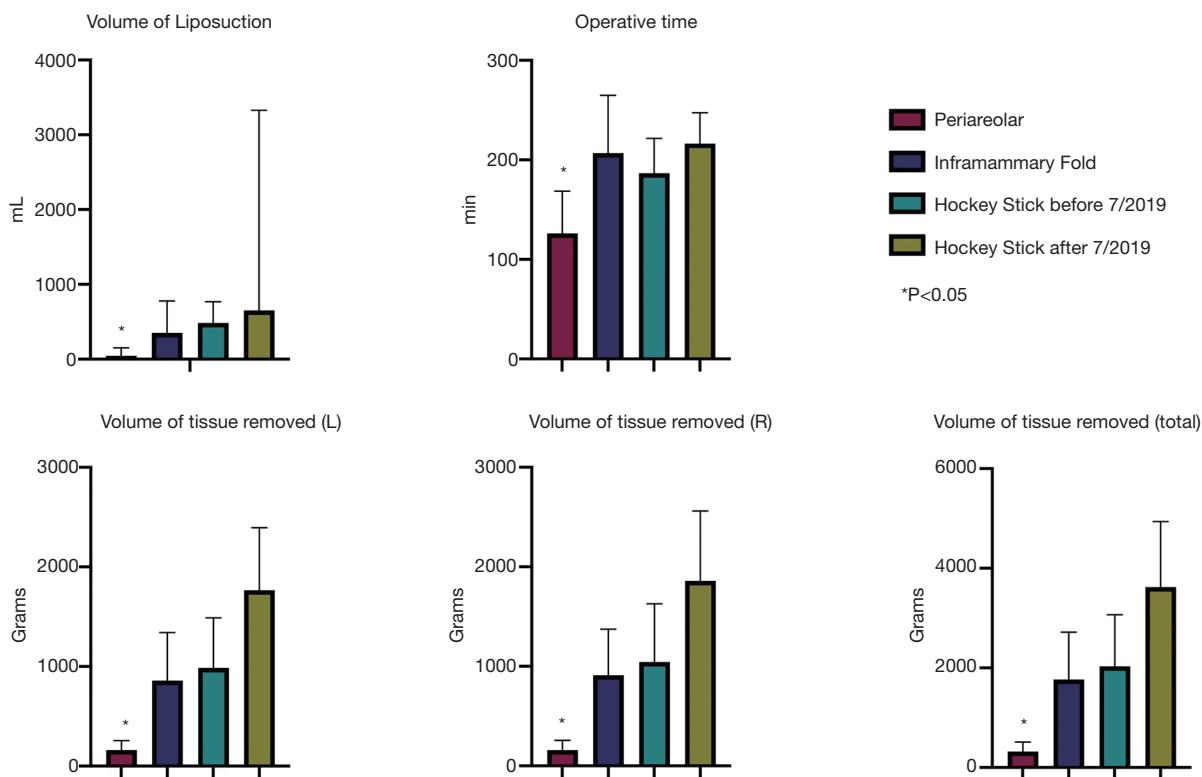 Volume of Liposuction
4000
3000
2000
1000
0
mL
*
Operative time
300
200
100
0
min
*
Periareolar
Inframammary Fold
Hockey Stick before 7/2019
Hockey Stick after 7/2019
*P<0.05
Volume of tissue removed (L)
3000
2000
1000
0
Grams
*
Volume of tissue removed (R)
3000
2000
1000
0
Grams
*
Volume of tissue removed (total)
6000
4000
2000
0
Grams
*